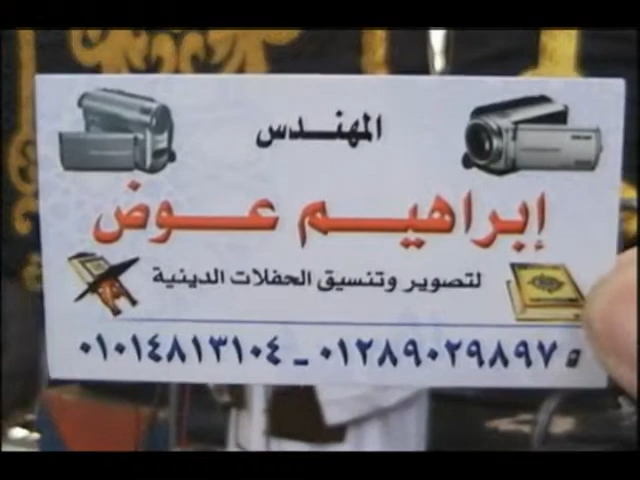 المهندس
إبراهيم عوض
لتصوير وتنسيق الحفلات الدينية
٠١٠١٤٨١٣١٠٤ - ٠١٢٨٩٠٢٩٨٩٧